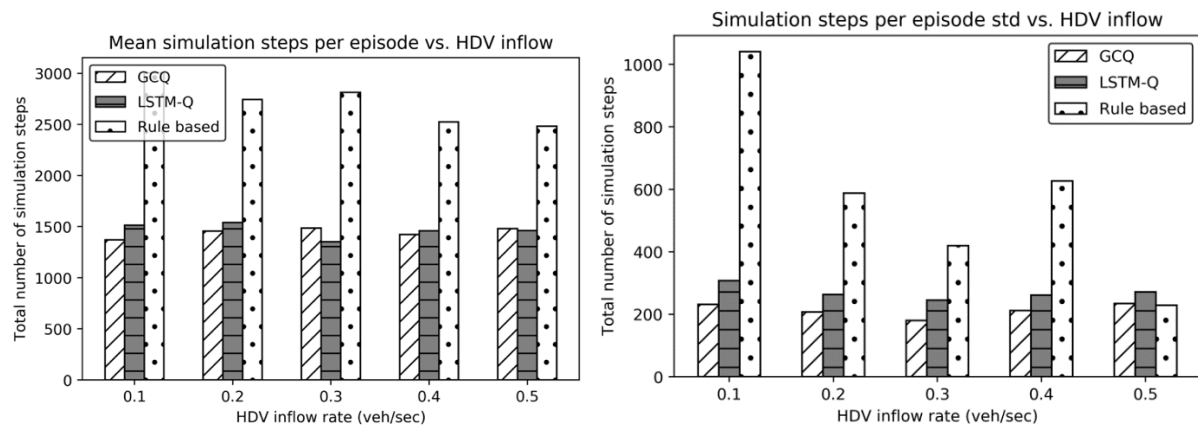 Mean simulation steps per episode vs. HDV inflow
Total number of simulation steps
3000
2500
2000
1500
1000
500
0
GCQ
LSTM-Q
Rule based
0.1 0.2 0.3 0.4 0.5
HDV inflow rate (veh/sec)
Simulation steps per episode std vs. HDV inflow
Total number of simulation steps
1000
800
600
400
200
0
GCQ
LSTM-Q
Rule based
0.1 0.2 0.3 0.4 0.5
HDV inflow rate (veh/sec)